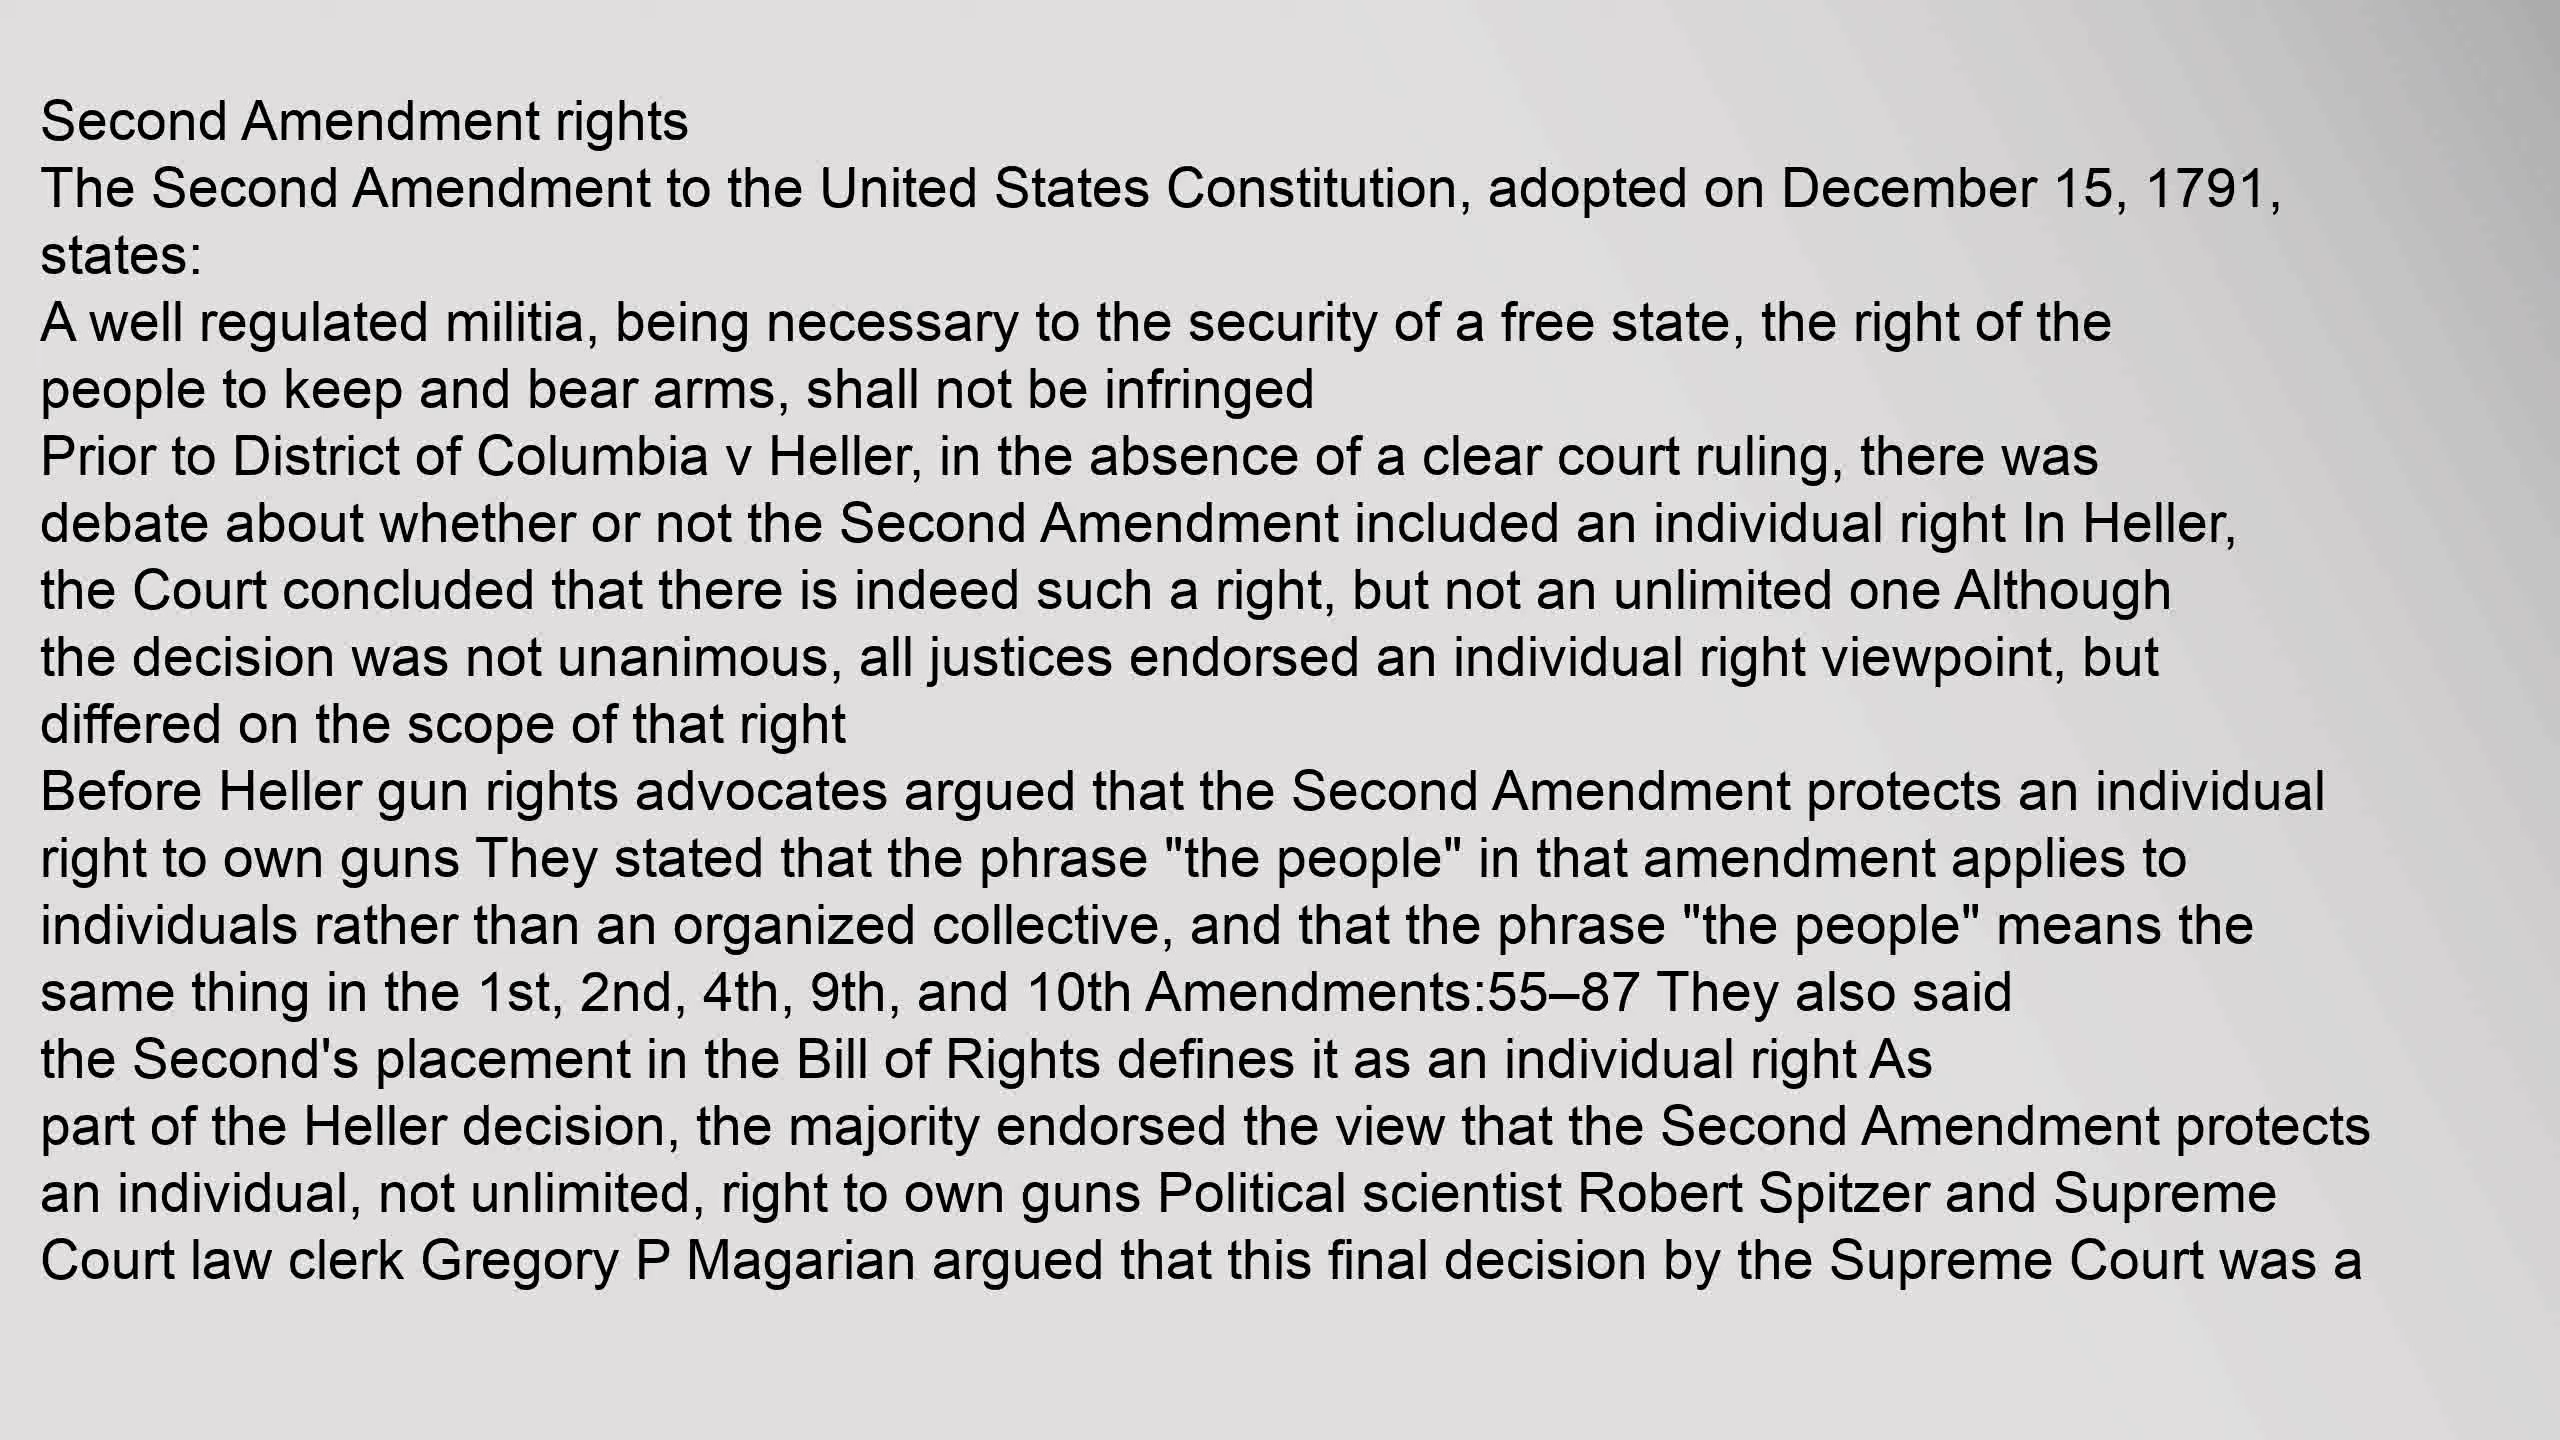 Second Amendment rights
The Second Amendment to the United States Constitution, adopted on December 15, 1791,
states:
A well regulated militia, being necessary to the security of a free state, the right of the
people to keep and bear arms, shall not be infringed
Prior to District of Columbia v Heller, in the absence of a clear court ruling, there was
debate about whether or not the Second Amendment included an individual right In Heller,
the Court concluded that there is indeed such a right, but not an unlimited one Although
the decision was not unanimous, all justices endorsed an individual right viewpoint, but
differed on the scope of that right
Before Heller gun rights advocates argued that the Second Amendment protects an individual
right to own guns They stated that the phrase "the people" in that amendment applies to
individuals rather than an organized collective, and that the phrase "the people" means the
same thing in the 1st, 2nd, 4th, 9th, and 10th Amendments:55–87 They also said
the Second's placement in the Bill of Rights defines it as an individual right As
part of the Heller decision, the majority endorsed the view that the Second Amendment protects
an individual, not unlimited, right to own guns Political scientist Robert Spitzer and Supreme
Court law clerk Gregory P Magarian argued that this final decision by the Supreme Court was a